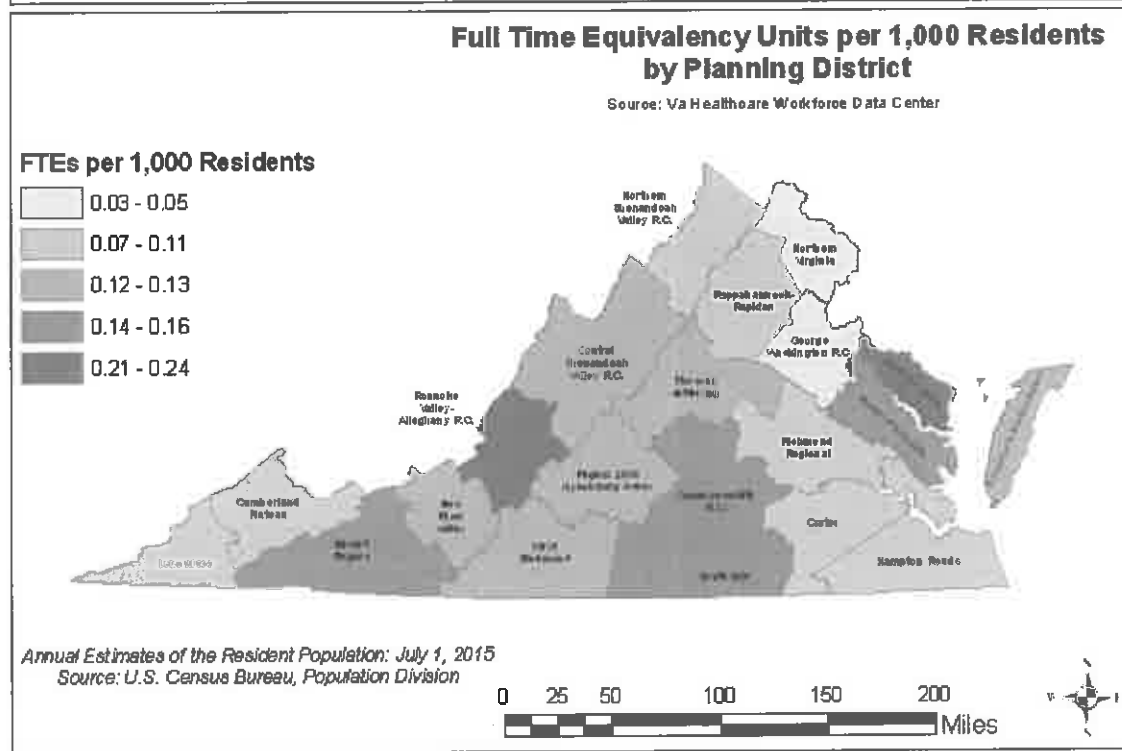 Full Time Equivalency Units per 1,000 Residents
by Planning District
Source: Va Healthcare Workforce Data Center
FTEs per 1,000 Residents
0.03 - 0.05
0.07 - 0.11
0.12 - 0.13
0.14 - 0.16
0.21 - 0.24
Northern
Shenandoah
Valley R.C.
Northern
Virginia
Rappahannock-
Rapidan
George
Washington R.C.
Central
Shenandoah
Valley R.C.
Roanoke
Valley-
Alleghany R.C.
Richmond
Regional
Cumberland
Plateau
New
River
Valley
Crater
Hampton Roads
Piedmont
Annual Estimates of the Resident Population: July 1, 2015
Source: U.S. Census Bureau, Population Division
0 25 50 100 150 200
Miles